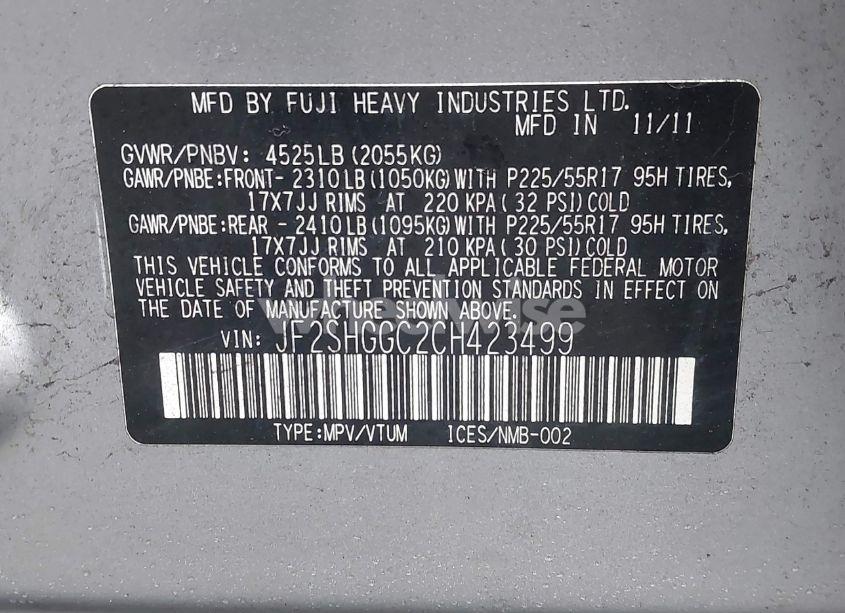 MFD BY FUJI HEAVY INDUSTRIES LTD.
MFD IN 11/11
GVWR/PNBV: 4525LB(2055KG)
GAWR/PNBE:FRONT- 2310LB(1050KG)WITH P225/55R17 95H TIRES,
17X7JJ RIMS AT 220 KPA( 32 PSI)COLD
GAWR/PNBE:REAR - 2410LB(1095KG)WITH P225/55R17 95H TIRES,
17X7JJ RIMS AT 210 KPA( 30 PSI)COLD
THIS VEHICLE CONFORMS TO ALL APPLICABLE FEDERAL MOTOR
VEHICLE SAFETY AND THEFT PREVENTION STANDARDS IN EFFECT ON
THE DATE OF MANUFACTURE SHOWN ABOVE.
wheelwise
VIN: JF2SHGGC2CH423499
TYPE:MPV/VTUM ICES/NMB-002